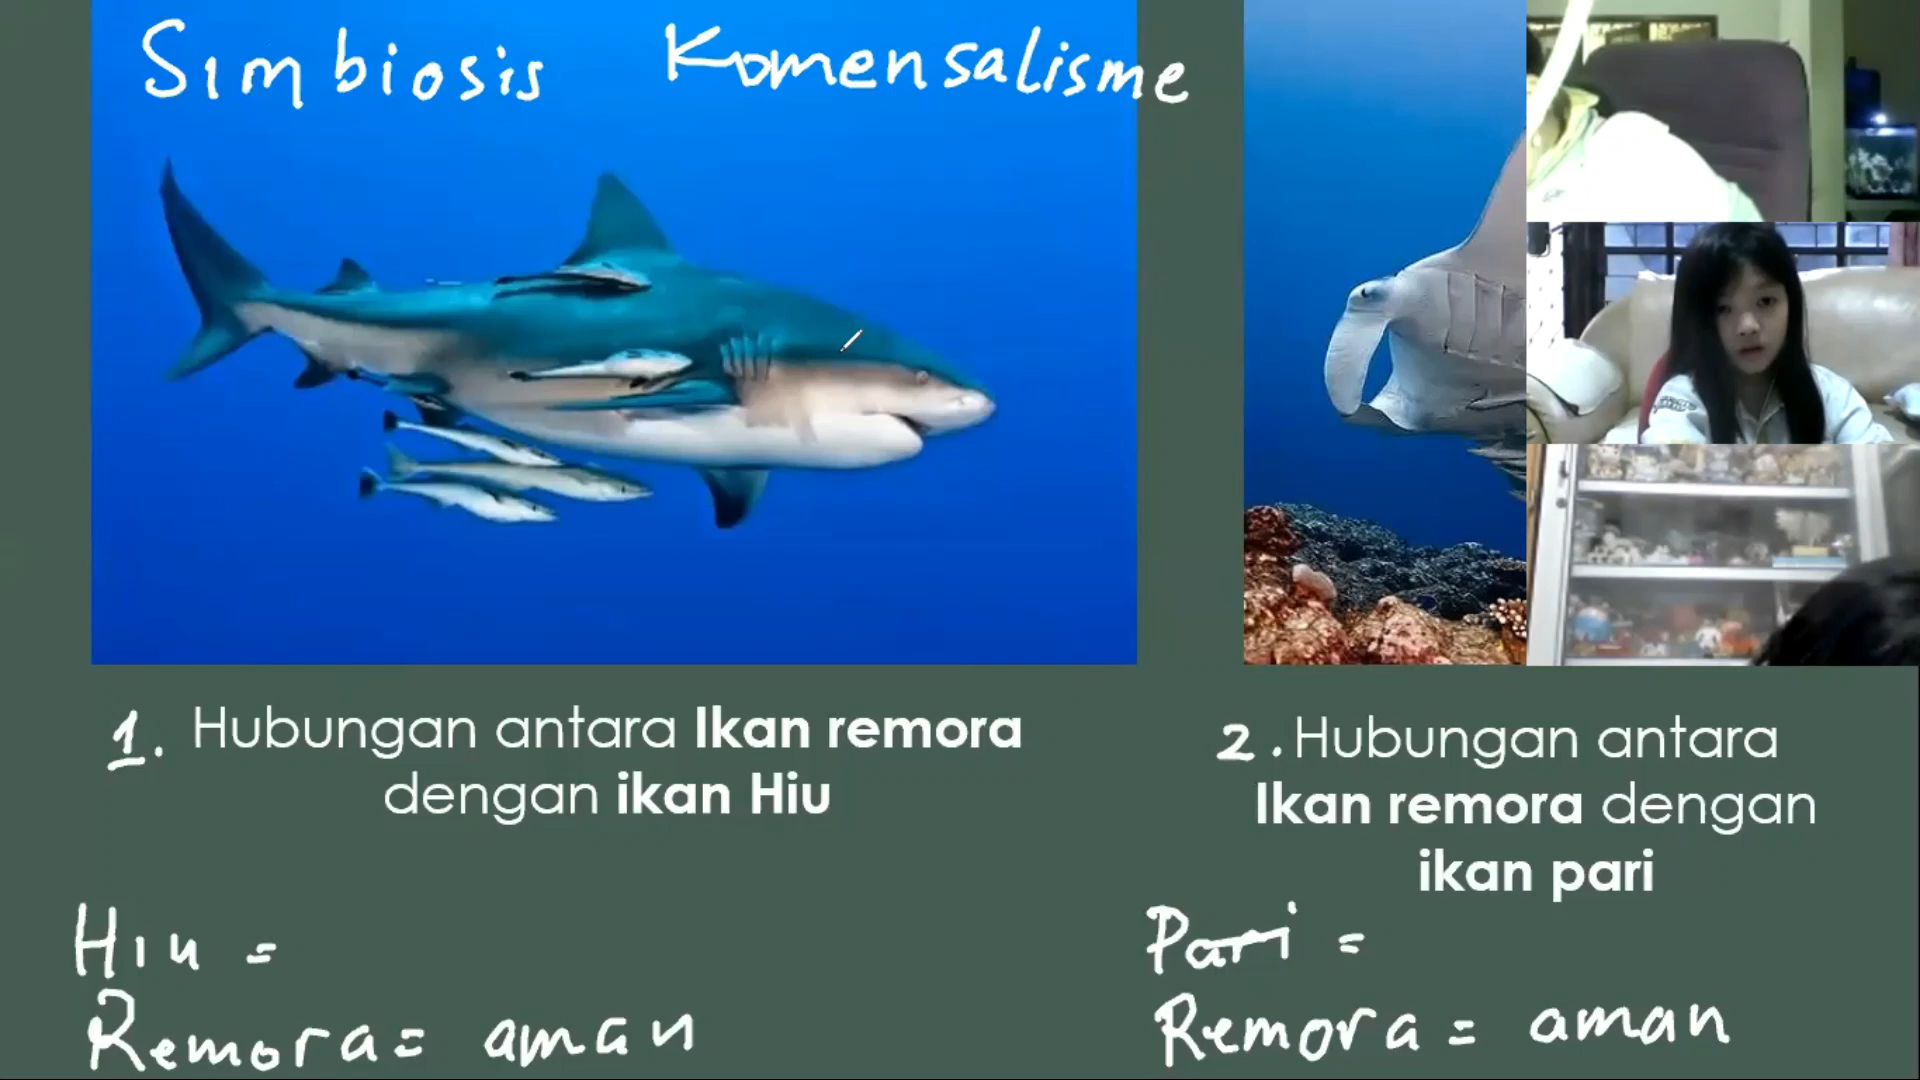 Simbiosis Komensalisme
1. Hubungan antara Ikan remora
dengan ikan Hiu
2. Hubungan antara
Ikan remora dengan
ikan pari
Hiu =
Remora = aman
Pari =
Remora = aman